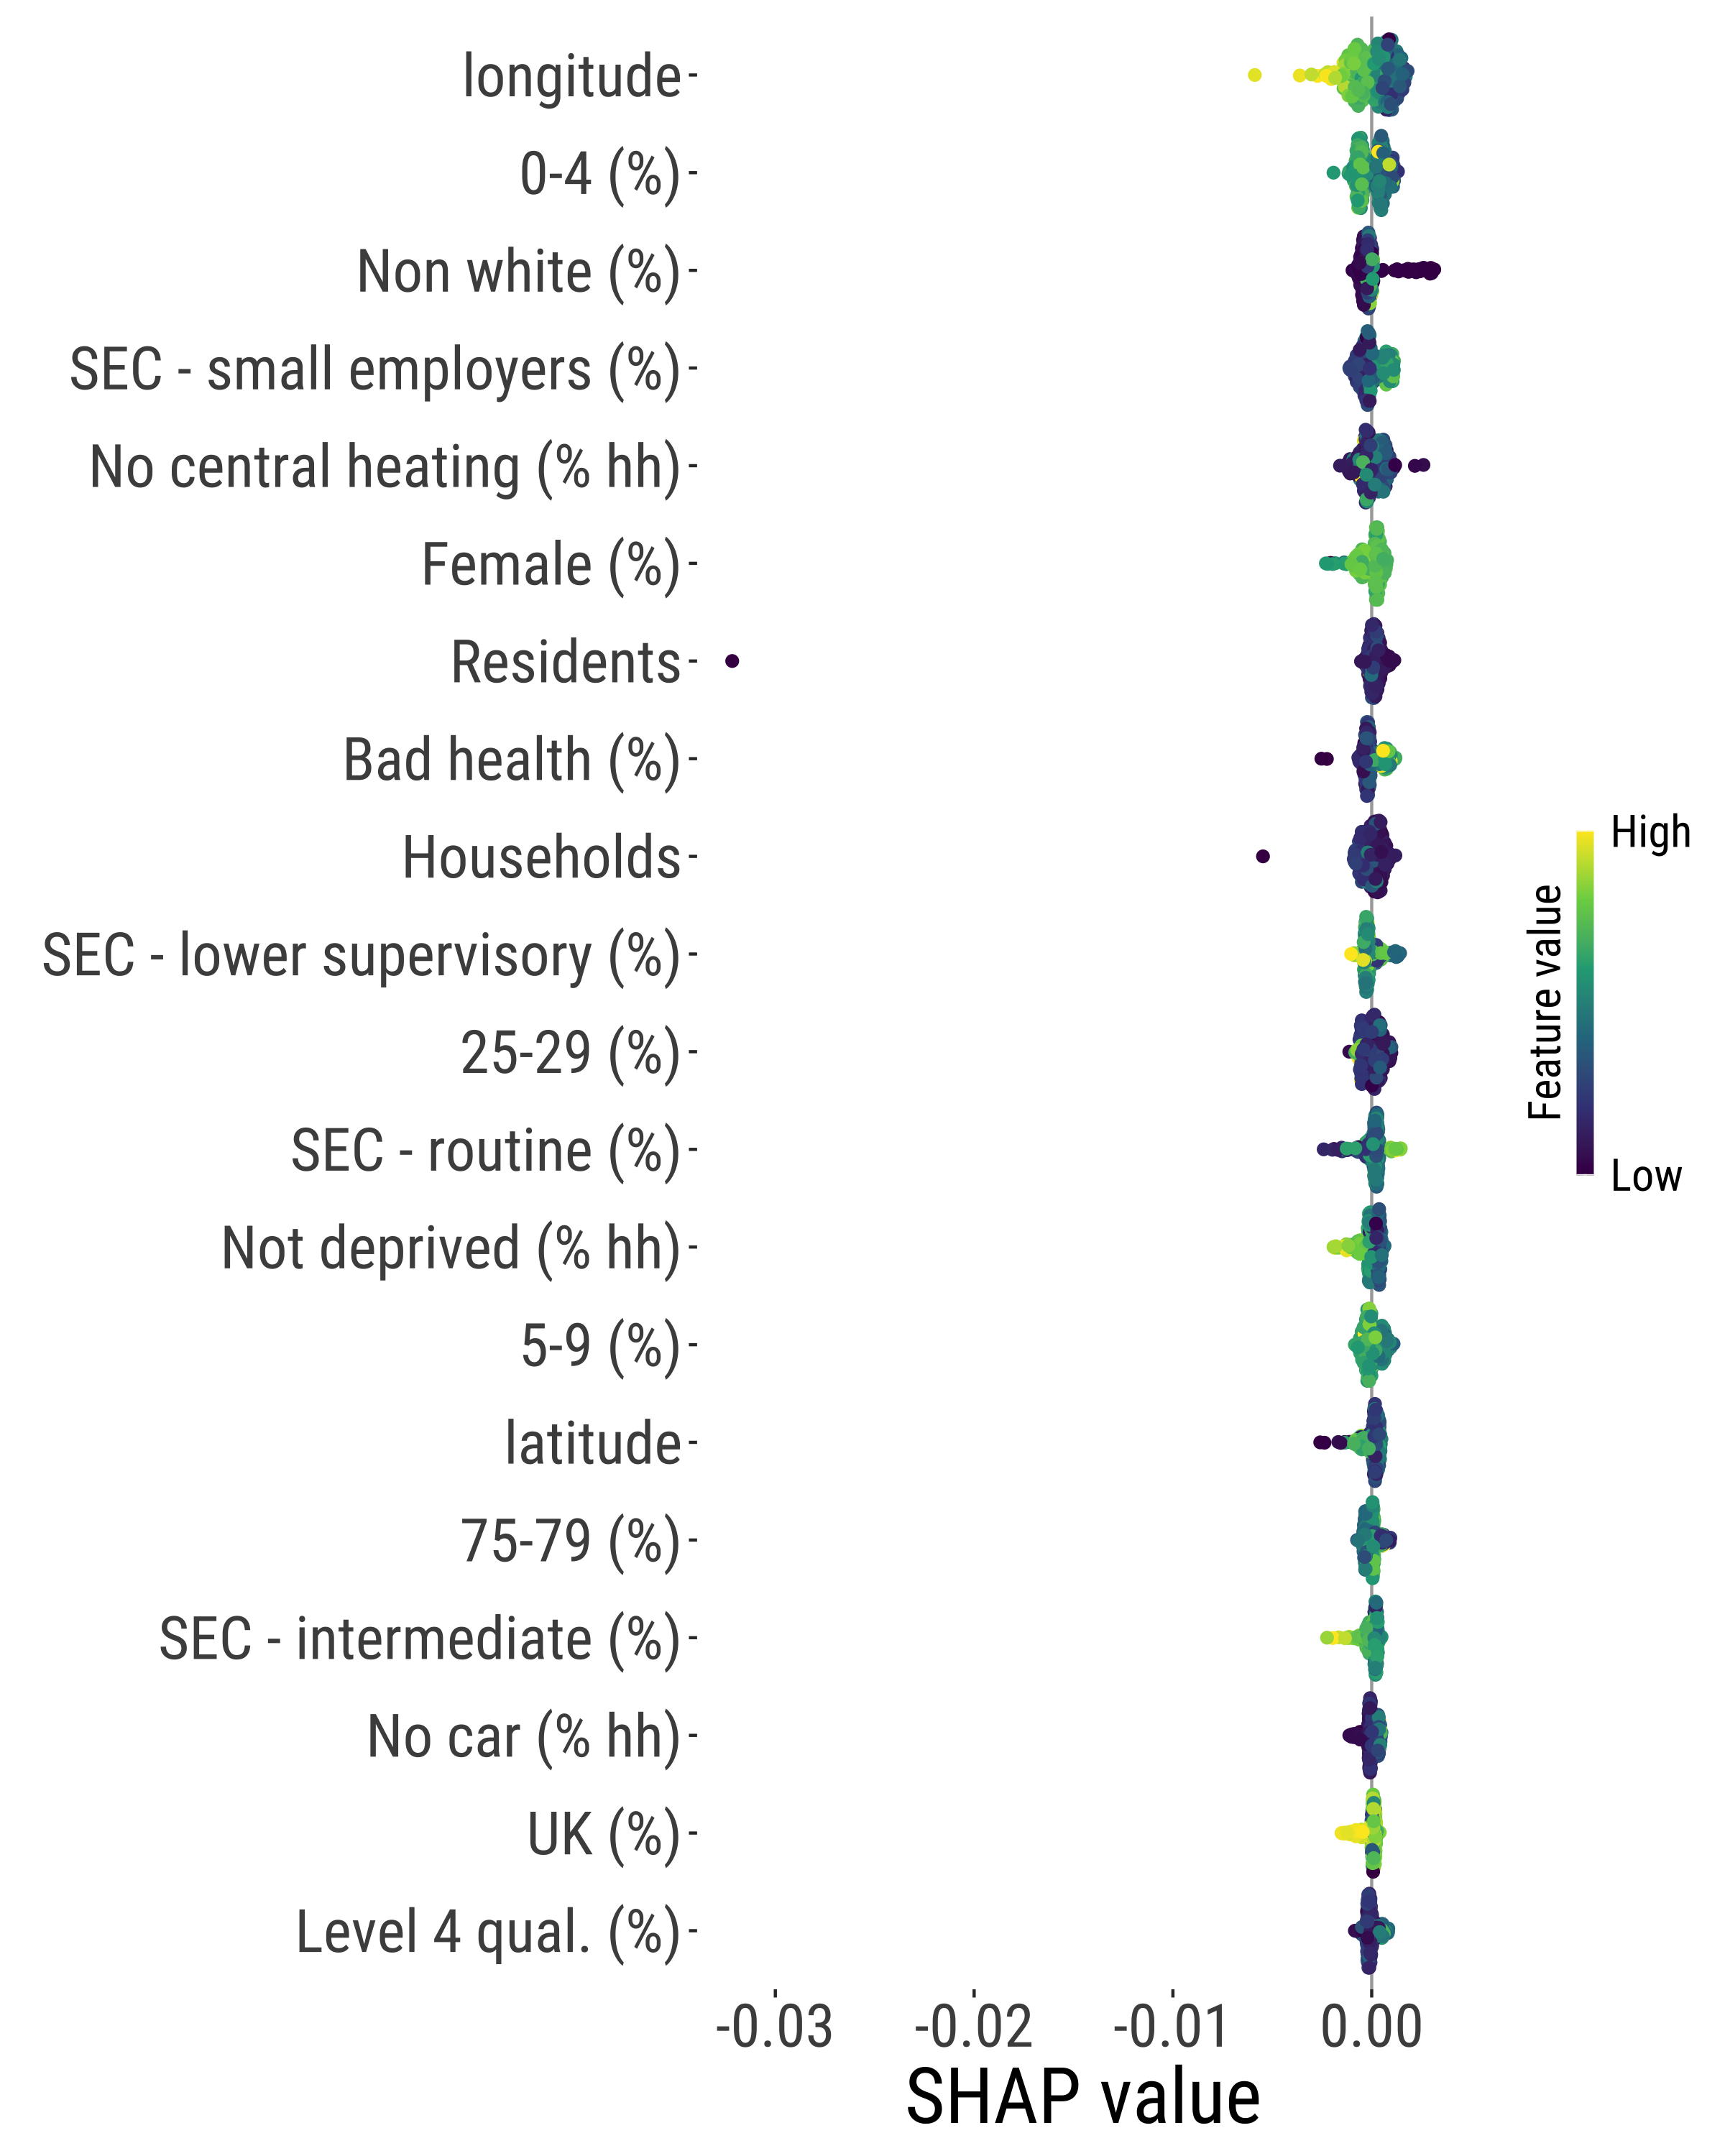 longitude
0-4 (%)
Non white (%)
SEC - small employers (%)
No central heating (% hh)
Female (%)
Residents
Bad health (%)
Households
SEC - lower supervisory (%)
25-29 (%)
SEC - routine (%)
Not deprived (% hh)
5-9 (%)
latitude
75-79 (%)
SEC - intermediate (%)
No car (% hh)
UK (%)
Level 4 qual. (%)
-0.03 -0.02 -0.01 0.00
SHAP value
Feature value
High
Low